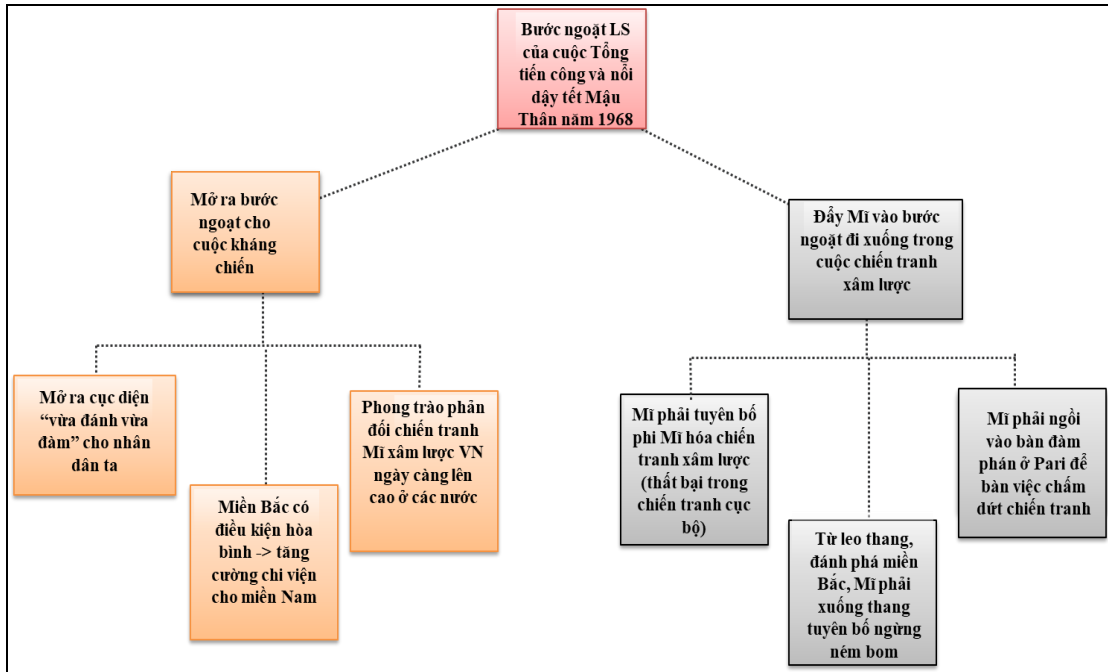 Bước ngoặt LS
của cuộc Tổng
tiến công và nổi
dậy tết Mậu
Thân năm 1968
Mở ra bước
ngoạt cho
cuộc kháng
chiến
Đẩy Mĩ vào bước
ngoặt đi xuống trong
cuộc chiến tranh
xâm lược
Mở ra cục diện
“vừa đánh vừa
đàm” cho nhân
dân ta
Miền Bắc có
điều kiện hòa
bình -> tăng
cường chi viện
cho miền Nam
Phong trào phản
đối chiến tranh
Mĩ xâm lược VN
ngày càng lên
cao ở các nước
Mĩ phải tuyên bố
phi Mĩ hóa chiến
tranh xâm lược
(thất bại trong
chiến tranh cục
bộ)
Từ leo thang,
đánh phá miền
Bắc, Mĩ phải
xuống thang
tuyên bố ngừng
ném bom
Mĩ phải ngồi
vào bàn đàm
phán ở Pari để
bàn việc chấm
dứt chiến tranh